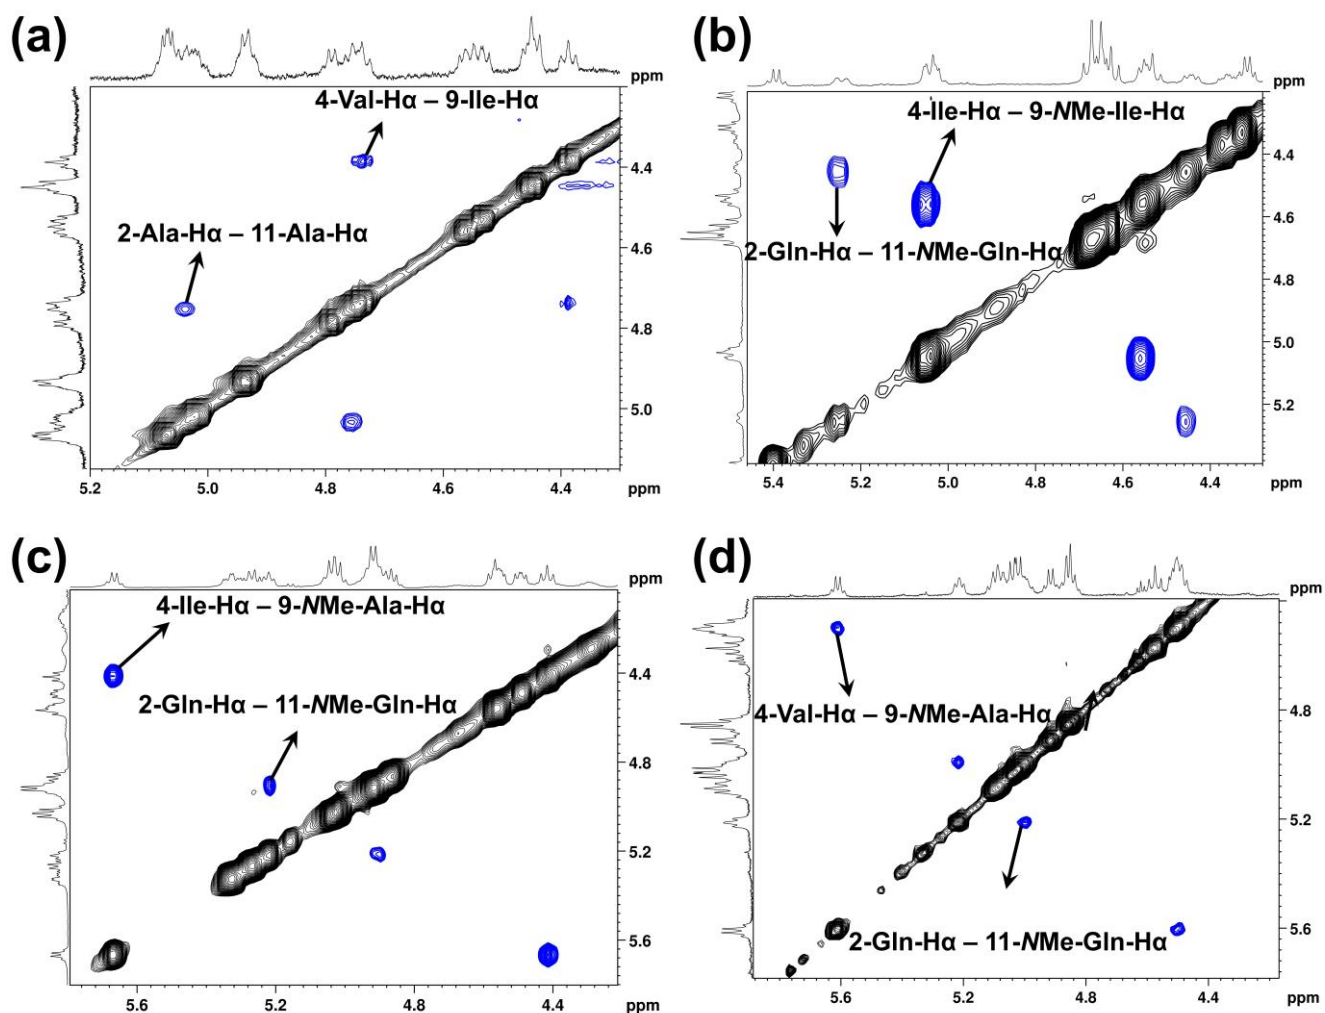 (a)
ppm
4-Val-Hα – 9-Ile-Hα
2-Ala-Hα – 11-Ala-Hα
4.4
4.6
4.8
5.0
5.2 5.0 4.8 4.6 4.4 ppm
ppm
(b)
ppm
4-Ile-Hα – 9-NMe-Ile-Hα
2-Gln-Hα – 11-NMe-Gln-Hα
4.4
4.6
4.8
5.0
5.2
5.4 5.2 5.0 4.8 4.6 4.4 ppm
ppm
(c)
ppm
4-Ile-Hα – 9-NMe-Ala-Hα
2-Gln-Hα – 11-NMe-Gln-Hα
4.4
4.8
5.2
5.6
5.6 5.2 4.8 4.4 ppm
(d)
ppm
4-Val-Hα – 9-NMe-Ala-Hα
2-Gln-Hα – 11-NMe-Gln-Hα
4.8
5.2
5.6
5.6 5.2 4.8 4.4 ppm